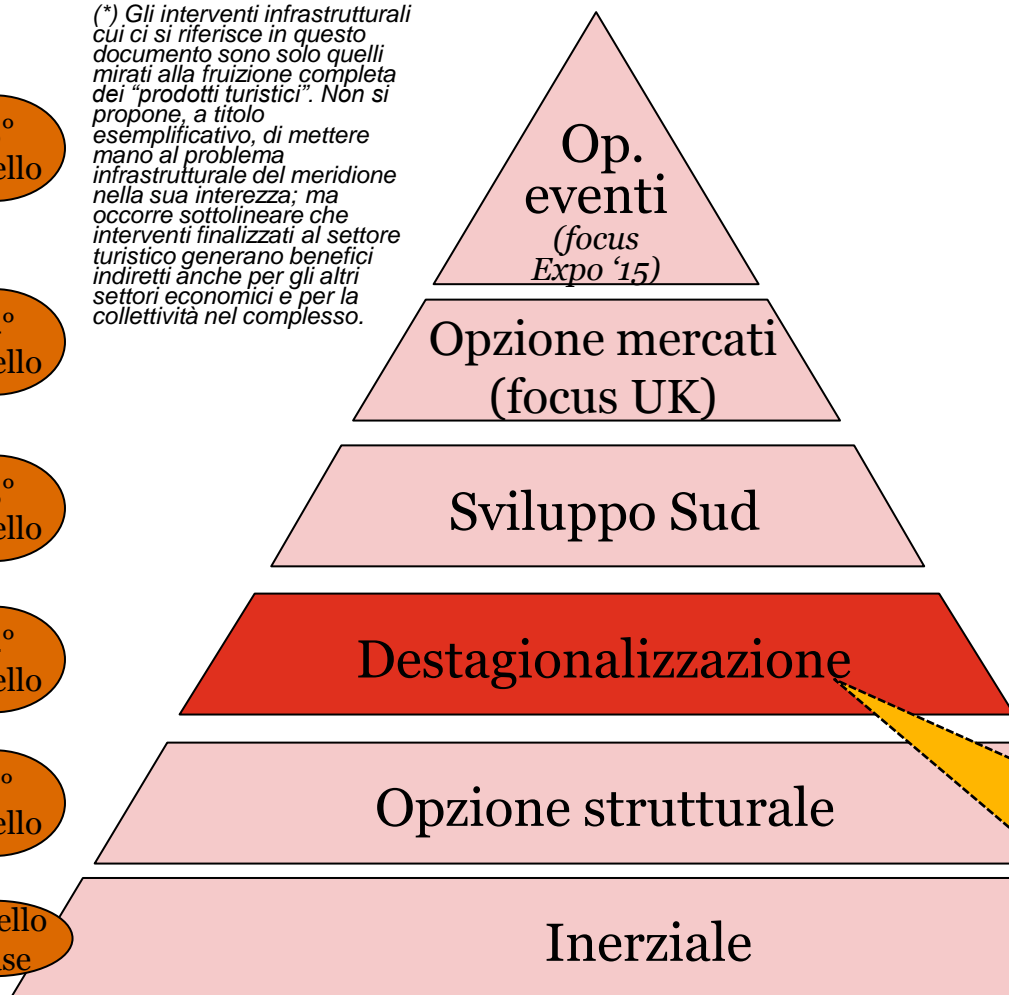 (*) Gli interventi infrastrutturali
cui ci si riferisce in questo
documento sono solo quelli
mirati alla fruizione completa
dei “prodotti turistici”. Non si
propone, a titolo
esemplificativo, di mettere
mano al problema
infrastrutturale del meridione
nella sua interezza; ma
occorre sottolineare che
interventi finalizzati al settore
turistico generano benefici
indiretti anche per gli altri
settori economici e per la
collettività nel complesso.
Op.
eventi
(focus
Expo ‘15)
Opzione mercati
(focus UK)
Sviluppo Sud
Destagionalizzazione
Opzione strutturale
Inerziale